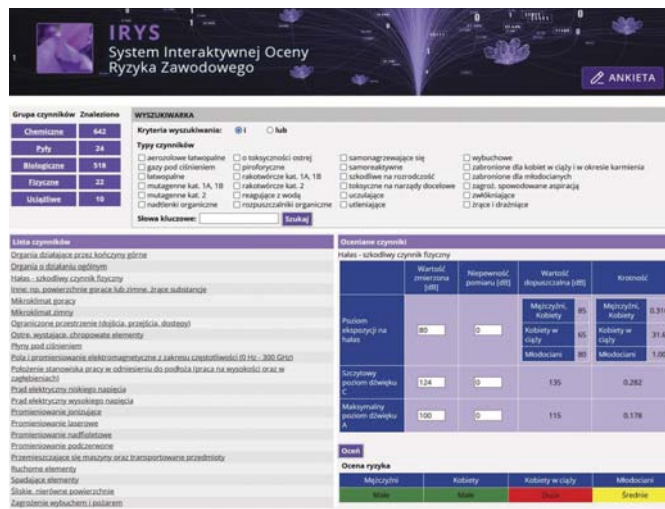 IRYS
System Interaktywnej Oceny
Ryzyka Zawodowego
ANKIETA
Grupa czynników Znaleziono
Chemiczne 642
Pyły 24
Biologiczne 518
Fizyczne 22
Uciążliwe 10
WYSZUKIWARKA
Kryteria wyszukiwania: i lub
Typy czynników
aerozolowe łatwopalne o toksyczności ostrej samonagrzewające się wybuchowe
gazy pod ciśnieniem piroforyczne samoreaktywne zabronione dla kobiet w ciąży i w okresie karmienia
łatwopalne rakotwórcze kat. 1A, 1B szkodliwe na rozrodczość zabronione dla młodocianych
mutagenne kat. 1A, 1B rakotwórcze kat. 2 toksyczne na narządy docelowe zagroż. spowodowane aspiracją
mutagenne kat. 2 reagujące z wodą uczulające zwłókniające
nadtlenki organiczne rozpuszczalniki organiczne utleniające żrące i drażniące
Słowa kluczowe: Szukaj
Lista czynników
Drgania działające przez kończyny górne
Drgania o działaniu ogólnym
Hałas - szkodliwy czynnik fizyczny
Inne: np. powierzchnie gorące lub zimne, żrące substancje
Mikroklimat gorący
Mikroklimat zimny
Ograniczone przestrzenie (dojścia, przejścia, dostępy)
Ostre, wystające, chropowate elementy
Płyny pod ciśnieniem
Pola i promieniowanie elektromagnetyczne z zakresu częstotliwości (0 Hz - 300 GHz)
Położenie stanowiska pracy w odniesieniu do podłoża (praca na wysokości oraz w
zagłębieniach)
Prąd elektryczny niskiego napięcia
Prąd elektryczny wysokiego napięcia
Promieniowanie jonizujące
Promieniowanie laserowe
Promieniowanie nadfioletowe
Promieniowanie podczerwone
Przemieszczające się maszyny oraz transportowane przedmioty
Ruchome elementy
Spadające elementy
Śliskie, nierówne powierzchnie
Zagrożenie wybuchem i pożarem
Oceniane czynniki
Hałas - szkodliwy czynnik fizyczny
Wartość zmierzona [dB] Niepewność pomiaru [dB] Wartość dopuszczalna [dB] Krotność
Poziom ekspozycji na hałas 80 0
Mężczyźni, Kobiety 85 Mężczyźni, Kobiety 0.316
Kobiety w ciąży 65 Kobiety w ciąży 31.6
Młodociani 80 Młodociani 1.00
Szczytowy poziom dźwięku C 124 0 135 0.282
Maksymalny poziom dźwięku A 100 0 115 0.178
Oceń
Ocena ryzyka
Mężczyźni Kobiety Kobiety w ciąży Młodociani
Małe Małe Duże Średnie